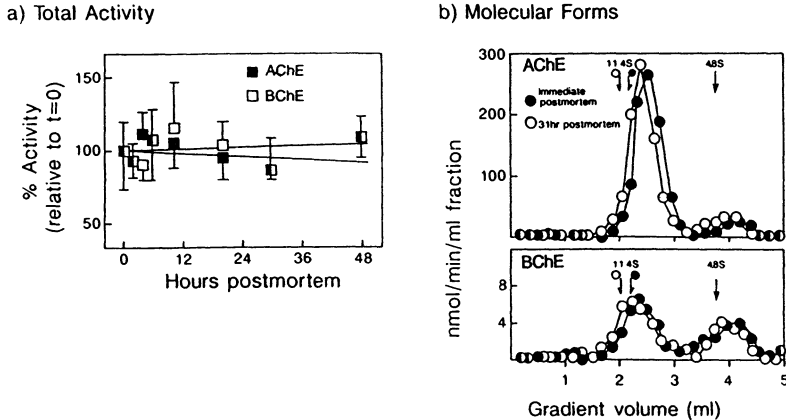 a) Total Activity
150
100
50
% Activity
(relative to t=0)
AChE
BChE
0
12
24
36
48
Hours postmortem
b) Molecular Forms
300
200
100
AChE
11·4S
4·8S
Immediate
postmortem
31hr postmortem
BChE
11·4S
4·8S
8
4
nmol/min/ml fraction
1
2
3
4
5
Gradient volume (ml)